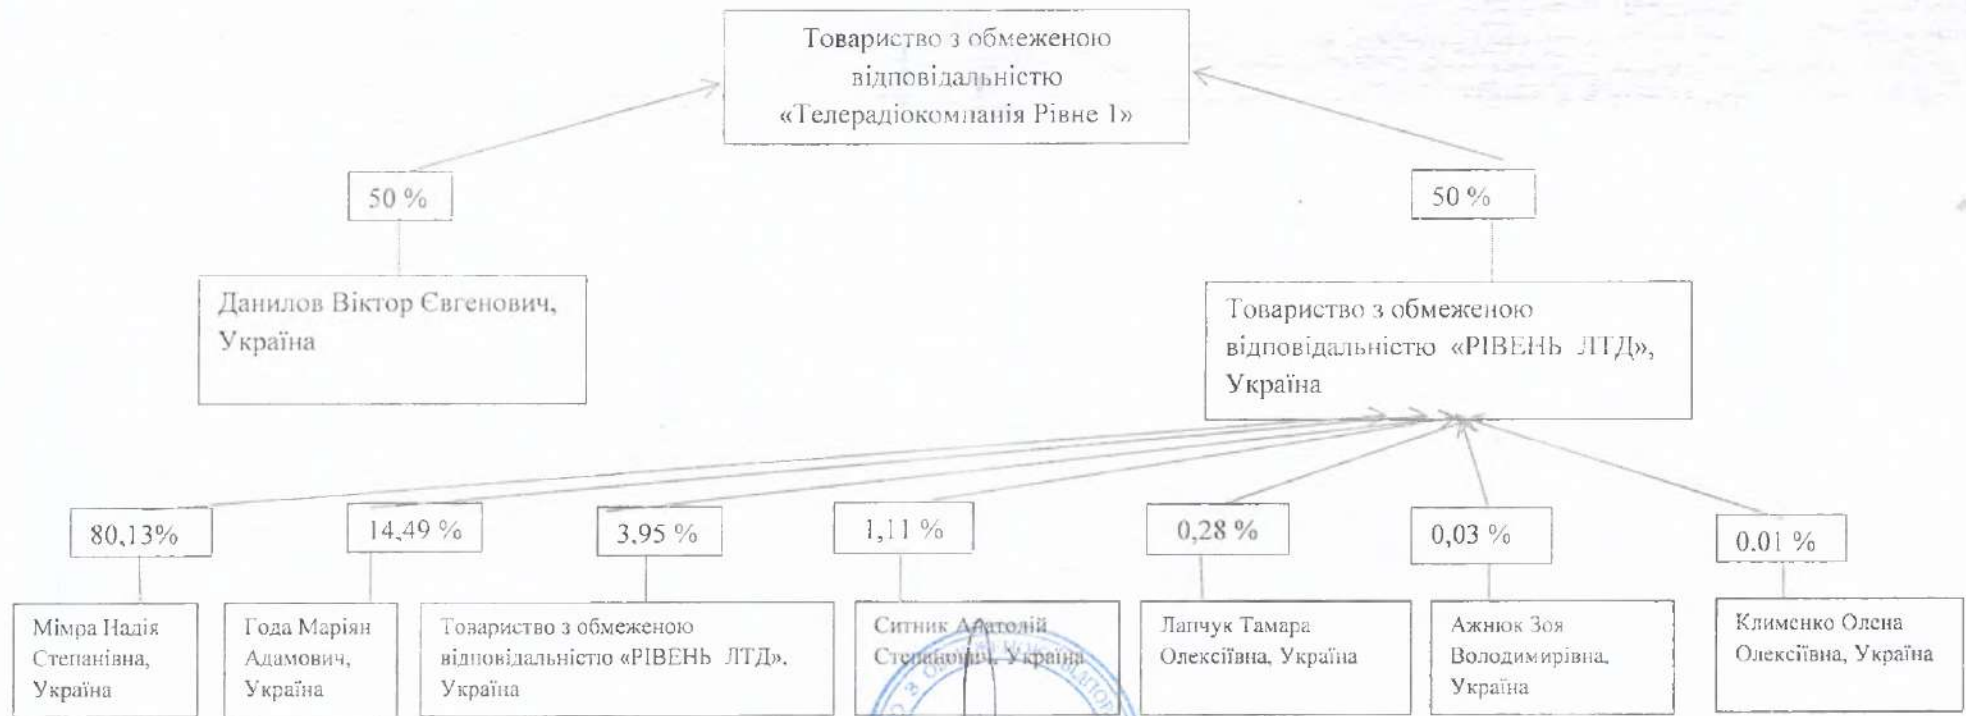 Товариство з обмеженою
відповідальністю
«Телерадіокомпанія Рівне 1»
50 %
50 %
Данилов Віктор Євгенович,
Україна
Товариство з обмеженою
відповідальністю «РІВЕНЬ ЛТД»,
Україна
80,13%
14,49 %
3,95 %
1,11 %
0,28 %
0,03 %
0.01 %
Мімра Надія
Степанівна,
Україна
Года Маріян
Адамович,
Україна
Товариство з обмеженою
відповідальністю «РІВЕНЬ ЛТД»,
Україна
Ситник Анатолій
Степанович, Україна
Лапчук Тамара
Олексіївна, Україна
Ажнюк Зоя
Володимирівна,
Україна
Клименко Олена
Олексіївна, Україна